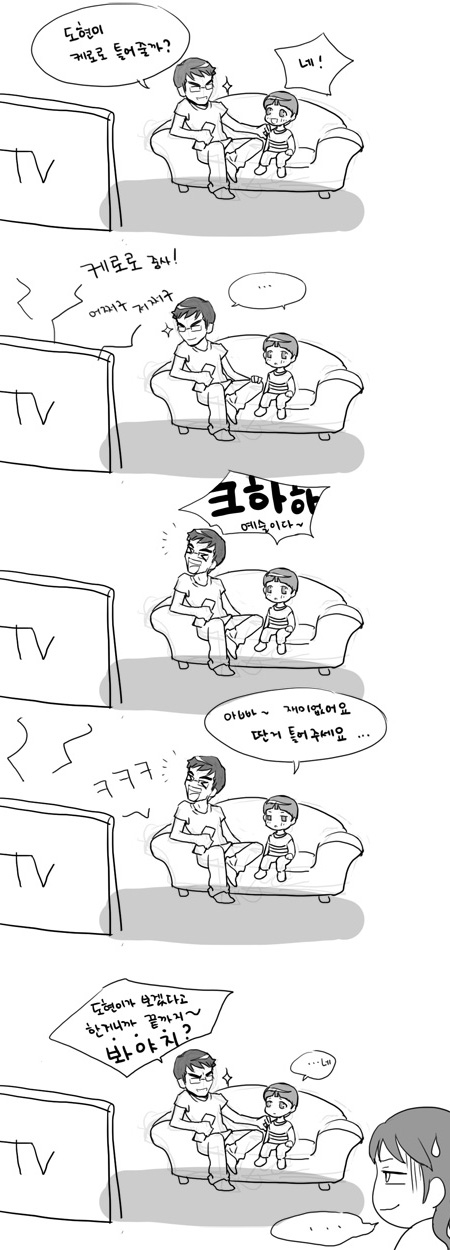 도현이
케로로 틀어줄까?
네!
TV
케로로 중사!
어쩌구 저쩌구
...
TV
크하하
예술이다~
TV
아빠~ 재미없어요
딴거 틀어주세요...
ㅋㅋㅋ
TV
도현이가 보겠다고
한거니까 끝까지~
봐야지?
...네
TV
...